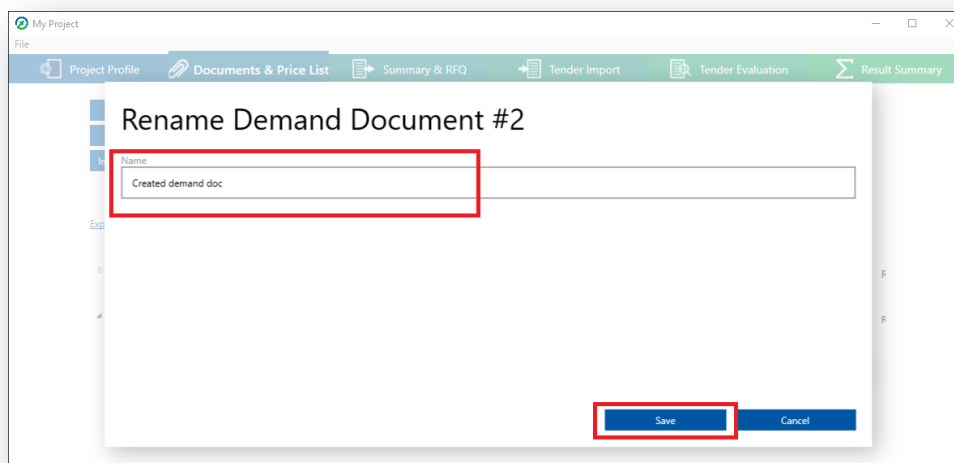 My Project
File
Project Profile Documents & Price List Summary & RFQ Tender Import Tender Evaluation Result Summary
Rename Demand Document #2
Name
Created demand doc
Save Cancel